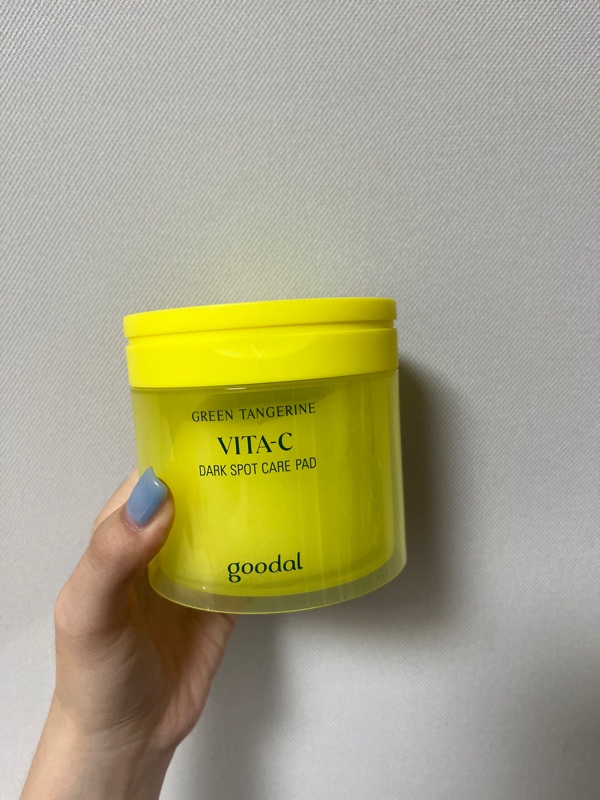 GREEN TANGERINE
VITA-C
DARK SPOT CARE PAD
goodal